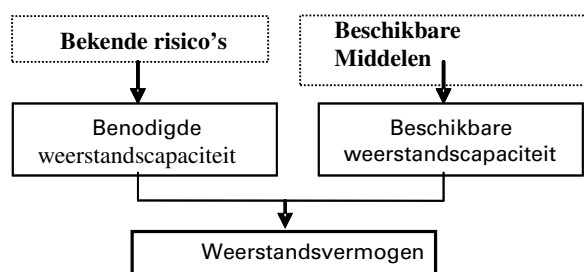 Bekende risico’s
Beschikbare
Middelen
Benodigde
weerstandscapaciteit
Beschikbare
weerstandscapaciteit
Weerstandsvermogen